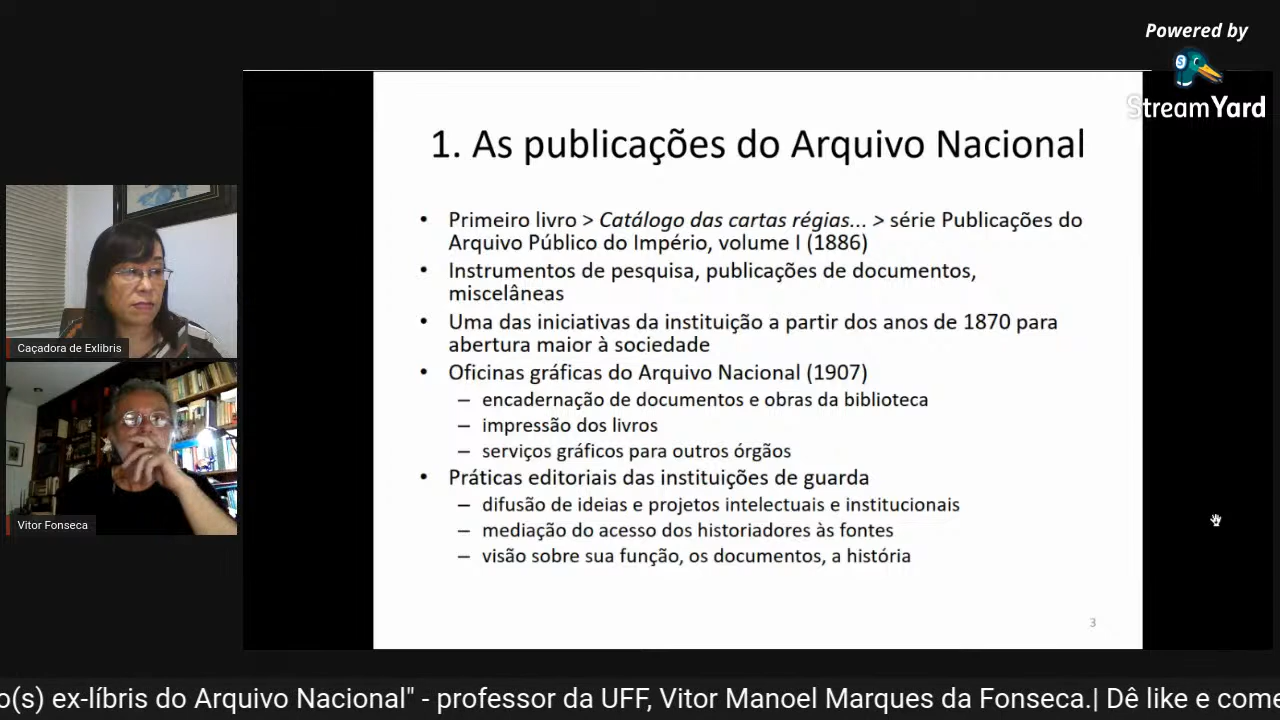 Powered by
StreamYard
1. As publicações do Arquivo Nacional
• Primeiro livro > Catálogo das cartas régias... > série Publicações do
Arquivo Público do Império, volume I (1886)
• Instrumentos de pesquisa, publicações de documentos,
miscelâneas
• Uma das iniciativas da instituição a partir dos anos de 1870 para
abertura maior à sociedade
• Oficinas gráficas do Arquivo Nacional (1907)
– encadernação de documentos e obras da biblioteca
– impressão dos livros
– serviços gráficos para outros órgãos
• Práticas editoriais das instituições de guarda
– difusão de ideias e projetos intelectuais e institucionais
– mediação do acesso dos historiadores às fontes
– visão sobre sua função, os documentos, a história
3
Caçadora de Exlíbris
Vitor Fonseca
o(s) ex-líbris do Arquivo Nacional" - professor da UFF, Vitor Manoel Marques da Fonseca.| Dê like e come